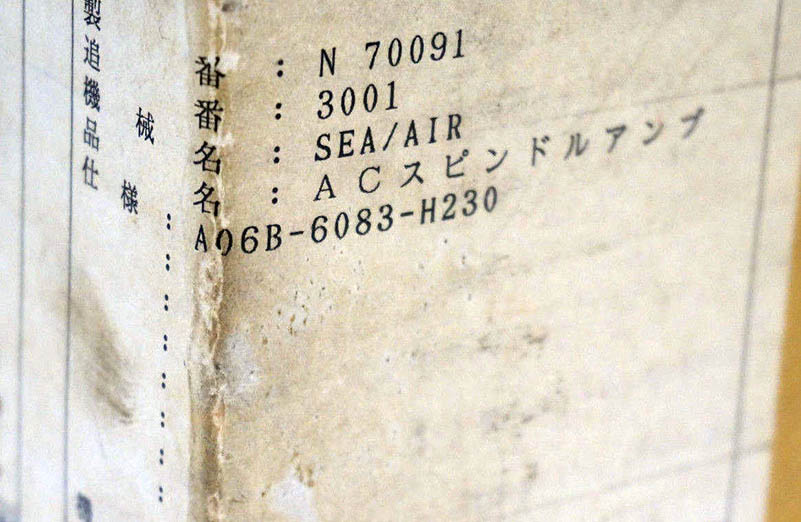 製 番 : N 70091
追 番 : 3001
機 械 名 : SEA/AIR
品 名 : ACスピンドルアンプ
仕 様 : A06B-6083-H230
:
:
:
:
:
:
: